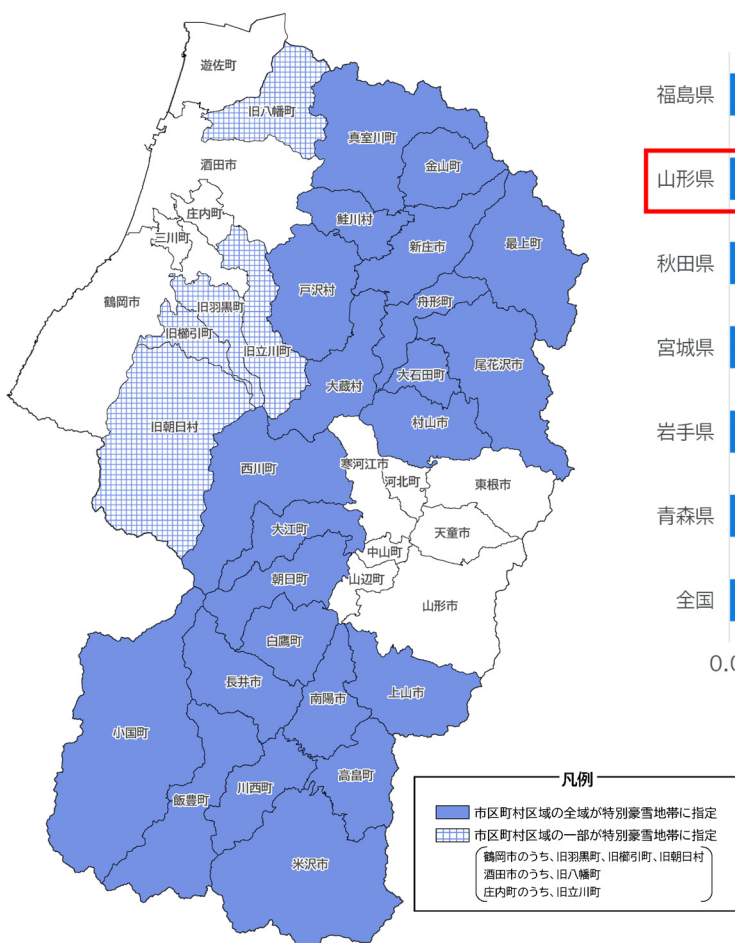 遊佐町
旧八幡町
真室川町
金山町
酒田市
庄内町
鮭川村
三川町
新庄市
最上町
戸沢村
鶴岡市
旧羽黒町
舟形町
旧櫛引町
旧立川町
大石田町
尾花沢市
大蔵村
旧朝日村
村山市
西川町
寒河江市
河北町
東根市
大江町
天童市
中山町
朝日町
山辺町
山形市
白鷹町
長井市
南陽市
上山市
小国町
高畠町
川西町
飯豊町
米沢市
福島県
山形県
秋田県
宮城県
岩手県
青森県
全国
0.0
凡例
市区町村区域の全域が特別豪雪地帯に指定
市区町村区域の一部が特別豪雪地帯に指定
鶴岡市のうち、旧羽黒町、旧櫛引町、旧朝日村
酒田市のうち、旧八幡町
庄内町のうち、旧立川町